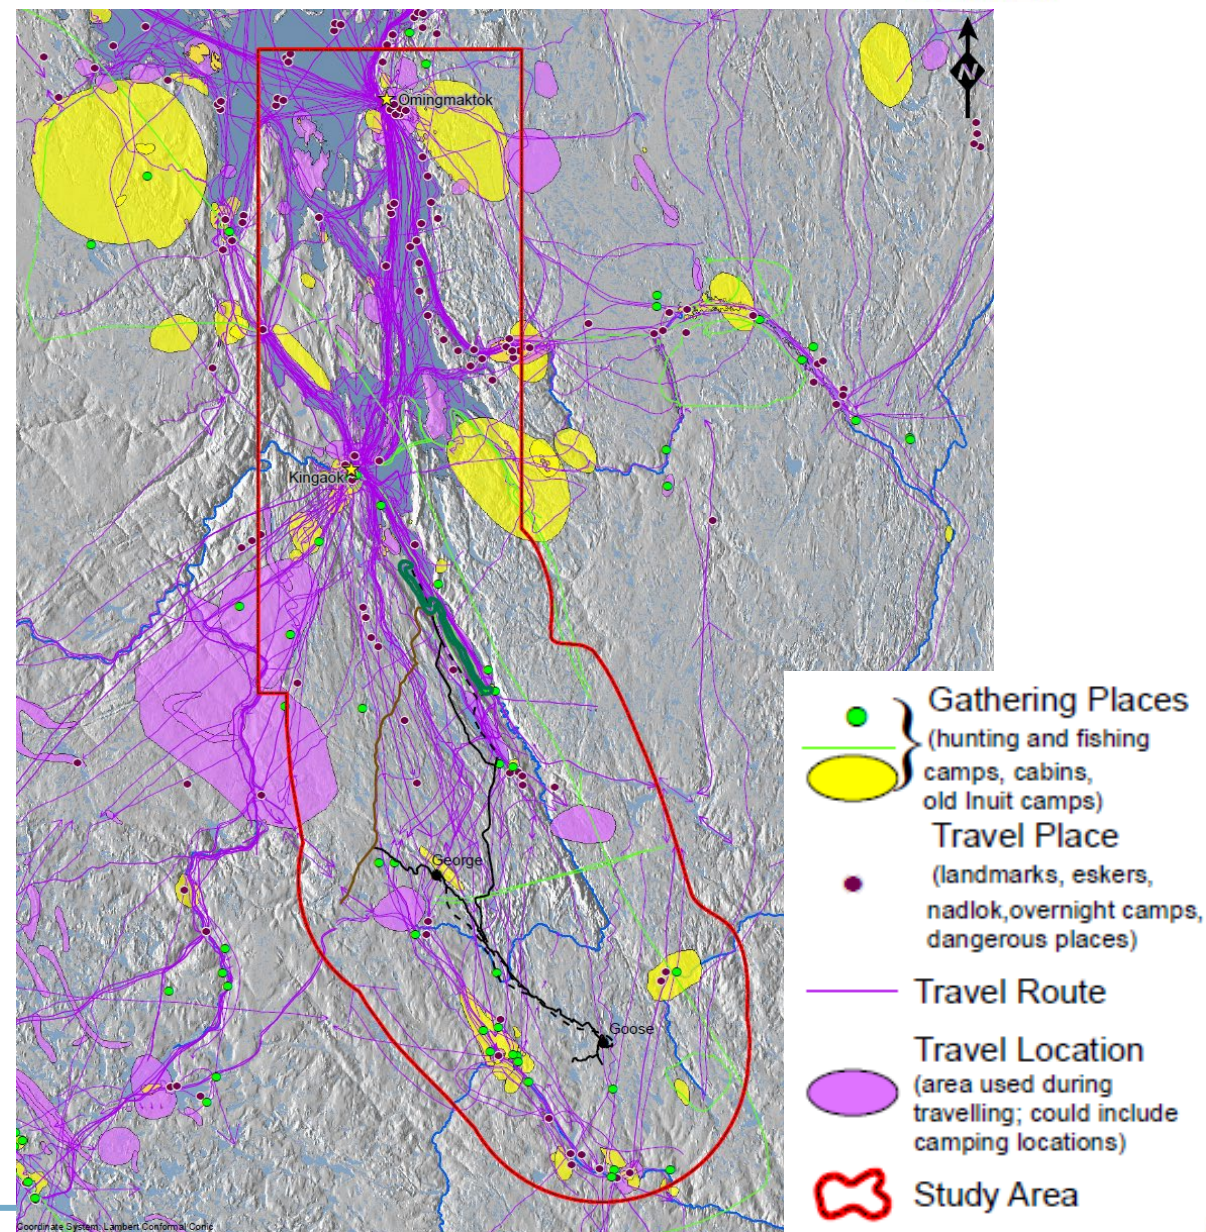 N
Omingmaktok
Kingaok
George
Goose
Gathering Places
(hunting and fishing
camps, cabins,
old Inuit camps)
Travel Place
(landmarks, eskers,
nadlok,overnight camps,
dangerous places)
Travel Route
Travel Location
(area used during
travelling; could include
camping locations)
Study Area
Coordinate System: Lambert Conformal Conic